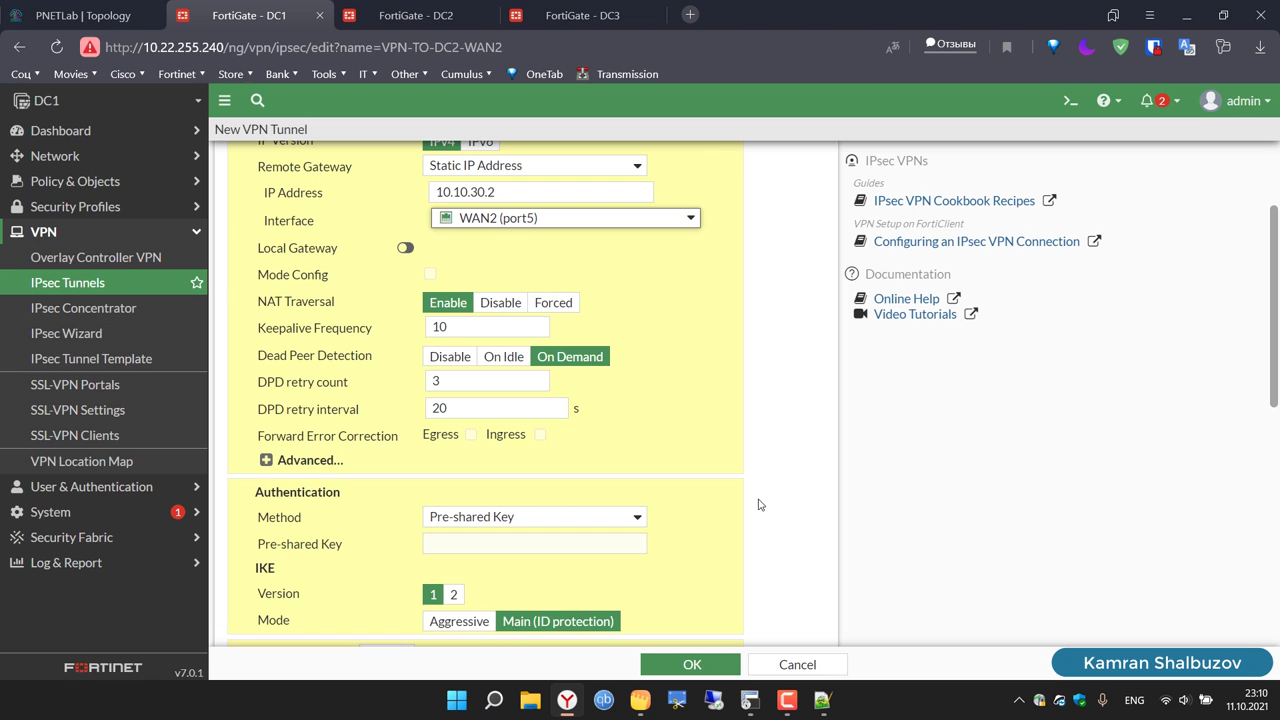 PNETLab | Topology
FortiGate - DC1
FortiGate - DC2
FortiGate - DC3
http://10.22.255.240/ng/vpn/ipsec/edit?name=VPN-TO-DC2-WAN2
Отзывы
Соц
Movies
Cisco
Fortinet
Store
Bank
Tools
IT
Other
Cumulus
OneTab
Transmission
DC1
2
admin
Dashboard
Network
Policy & Objects
Security Profiles
VPN
Overlay Controller VPN
IPsec Tunnels
IPsec Concentrator
IPsec Wizard
IPsec Tunnel Template
SSL-VPN Portals
SSL-VPN Settings
SSL-VPN Clients
VPN Location Map
User & Authentication
System
1
Security Fabric
Log & Report
FORTINET
v7.0.1
New VPN Tunnel
IP Version IPv4 IPv6
Remote Gateway Static IP Address
IP Address 10.10.30.2
Interface WAN2 (port5)
Local Gateway
Mode Config
NAT Traversal Enable Disable Forced
Keepalive Frequency 10
Dead Peer Detection Disable On Idle On Demand
DPD retry count 3
DPD retry interval 20 s
Forward Error Correction Egress Ingress
Advanced...
Authentication
Method Pre-shared Key
Pre-shared Key
IKE
Version 1 2
Mode Aggressive Main (ID protection)
OK
Cancel
IPsec VPNs
Guides
IPsec VPN Cookbook Recipes
VPN Setup on FortiClient
Configuring an IPsec VPN Connection
Documentation
Online Help
Video Tutorials
Kamran Shalbuzov
ENG
23:10
11.10.2021